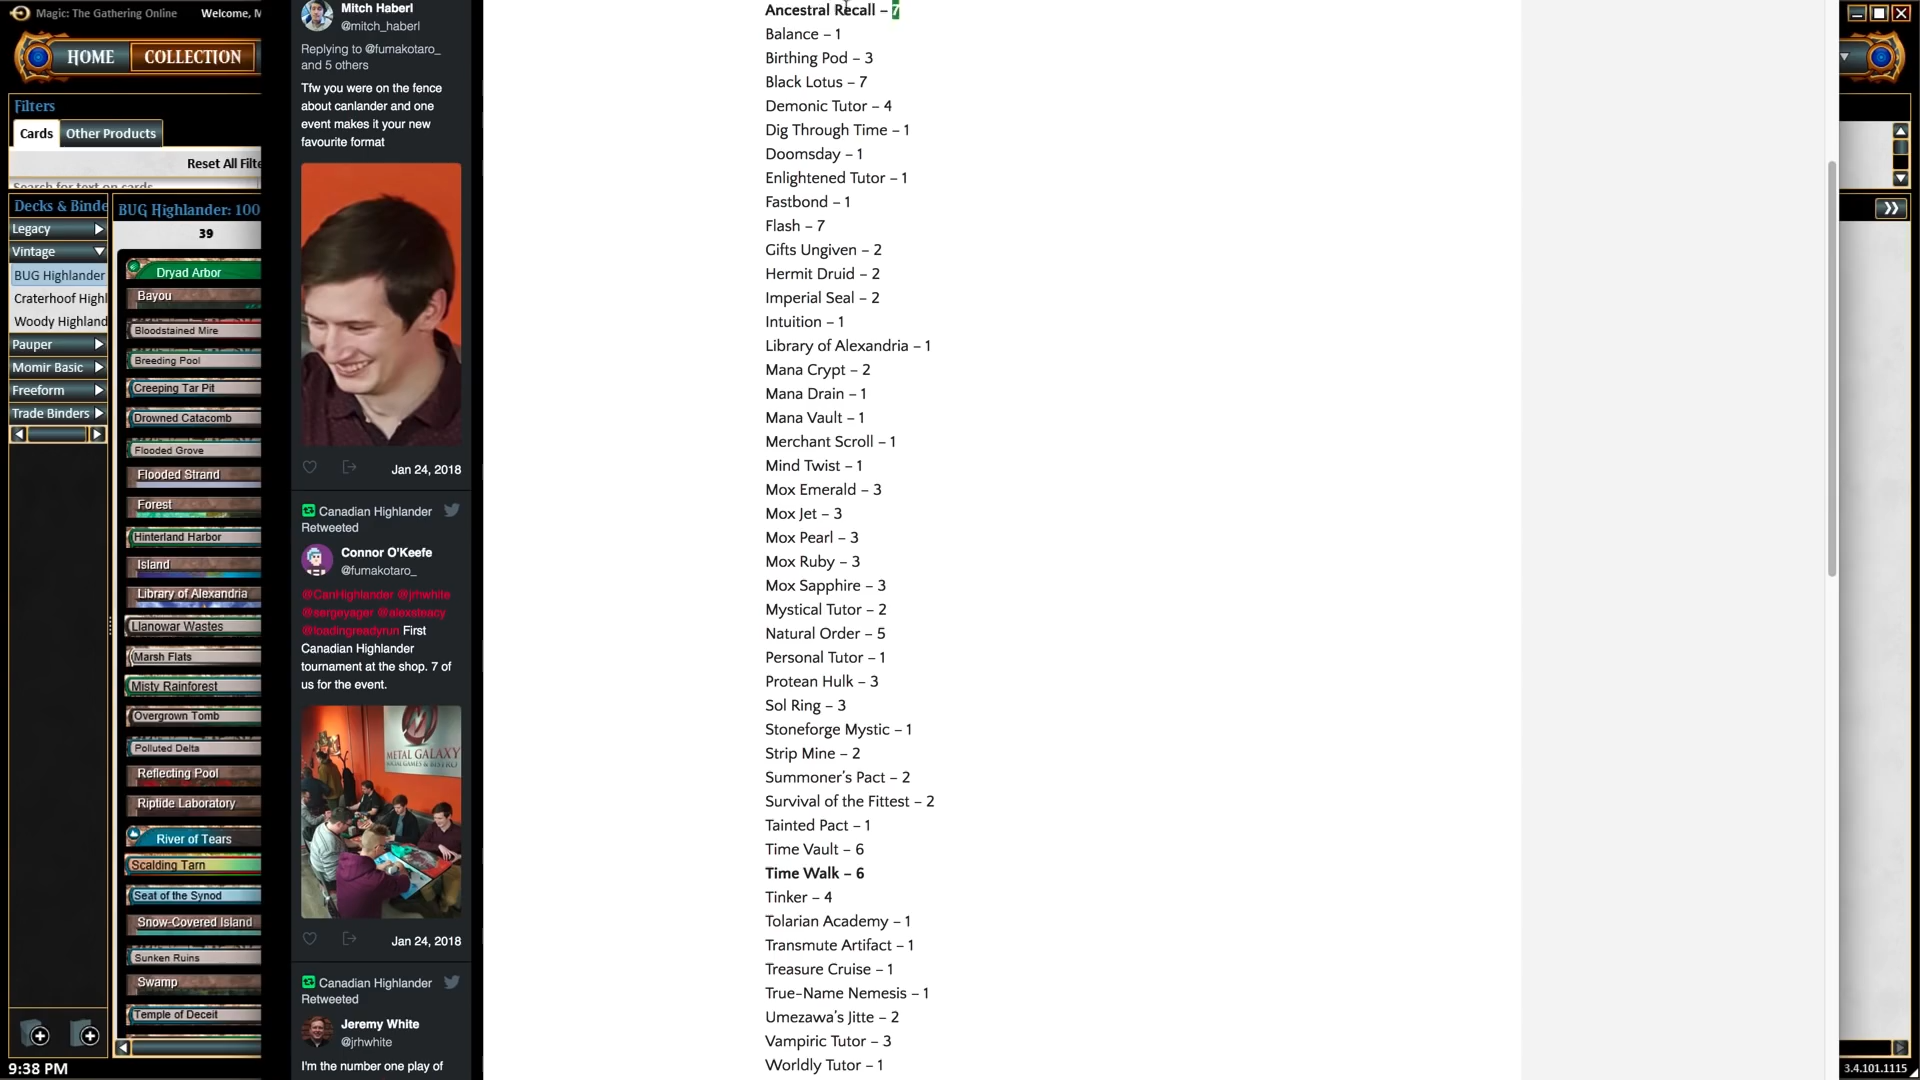 Magic: The Gathering Online
Welcome, M
HOME
COLLECTION
Filters
Cards
Other Products
Reset All Filte
Search for text on cards
Decks & Binde
Legacy
Vintage
BUG Highlander
Craterhoof Highl
Woody Highland
Pauper
Momir Basic
Freeform
Trade Binders
BUG Highlander: 100
39
Dryad Arbor
Bayou
Bloodstained Mire
Breeding Pool
Creeping Tar Pit
Drowned Catacomb
Flooded Grove
Flooded Strand
Forest
Hinterland Harbor
Island
Library of Alexandria
Llanowar Wastes
Marsh Flats
Misty Rainforest
Overgrown Tomb
Polluted Delta
Reflecting Pool
Riptide Laboratory
River of Tears
Scalding Tarn
Seat of the Synod
Snow-Covered Island
Sunken Ruins
Swamp
Temple of Deceit
9:38 PM
Mitch Haberl
@mitch_haberl
Replying to @fumakotaro_
and 5 others
Tfw you were on the fence
about canlander and one
event makes it your new
favourite format
Jan 24, 2018
Canadian Highlander
Retweeted
Connor O'Keefe
@fumakotaro_
@CanHighlander @jrhwhite
@sergeyager @alexsteacy
@loadingreadyrun First
Canadian Highlander
tournament at the shop. 7 of
us for the event.
METAL GALAXY
Jan 24, 2018
Canadian Highlander
Retweeted
Jeremy White
@jrhwhite
I'm the number one play of
Ancestral Recall – 7
Balance – 1
Birthing Pod – 3
Black Lotus – 7
Demonic Tutor – 4
Dig Through Time – 1
Doomsday – 1
Enlightened Tutor – 1
Fastbond – 1
Flash – 7
Gifts Ungiven – 2
Hermit Druid – 2
Imperial Seal – 2
Intuition – 1
Library of Alexandria – 1
Mana Crypt – 2
Mana Drain – 1
Mana Vault – 1
Merchant Scroll – 1
Mind Twist – 1
Mox Emerald – 3
Mox Jet – 3
Mox Pearl – 3
Mox Ruby – 3
Mox Sapphire – 3
Mystical Tutor – 2
Natural Order – 5
Personal Tutor – 1
Protean Hulk – 3
Sol Ring – 3
Stoneforge Mystic – 1
Strip Mine – 2
Summoner’s Pact – 2
Survival of the Fittest – 2
Tainted Pact – 1
Time Vault – 6
Time Walk – 6
Tinker – 4
Tolarian Academy – 1
Transmute Artifact – 1
Treasure Cruise – 1
True-Name Nemesis – 1
Umezawa’s Jitte – 2
Vampiric Tutor – 3
Worldly Tutor – 1
3.4.101.1115